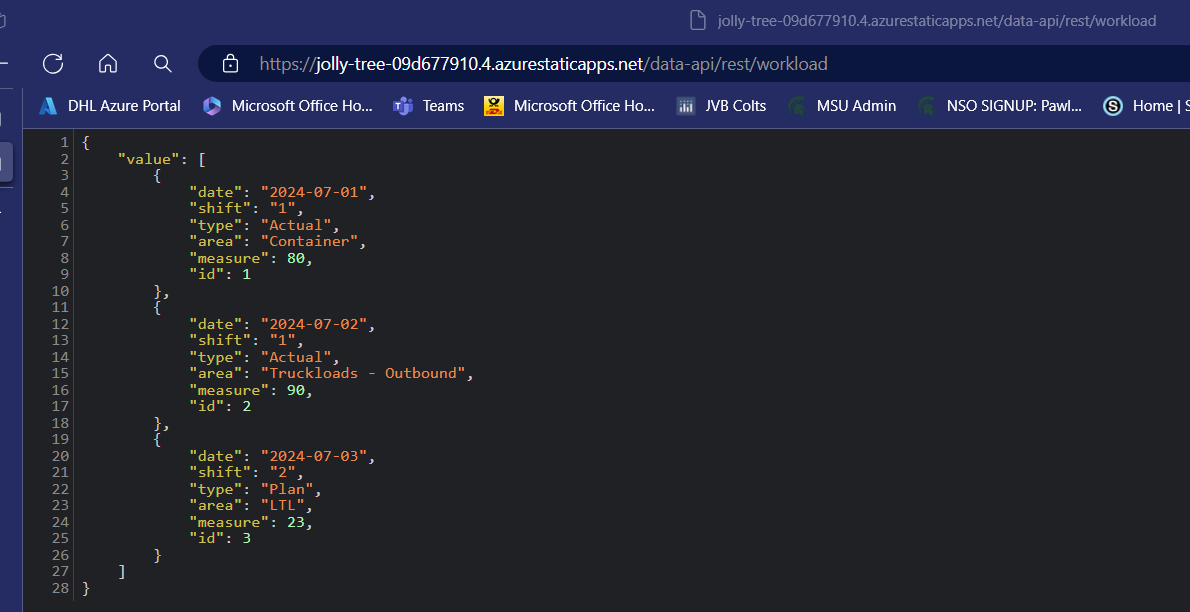 jolly-tree-09d677910.4.azurestaticapps.net/data-api/rest/workload
https://jolly-tree-09d677910.4.azurestaticapps.net/data-api/rest/workload
DHL Azure Portal Microsoft Office Ho... Teams Microsoft Office Ho... JVB Colts MSU Admin NSO SIGNUP: Pawl... S Home | S
1 {
2 "value": [
3 {
4 "date": "2024-07-01",
5 "shift": "1",
6 "type": "Actual",
7 "area": "Container",
8 "measure": 80,
9 "id": 1
10 },
11 {
12 "date": "2024-07-02",
13 "shift": "1",
14 "type": "Actual",
15 "area": "Truckloads - Outbound",
16 "measure": 90,
17 "id": 2
18 },
19 {
20 "date": "2024-07-03",
21 "shift": "2",
22 "type": "Plan",
23 "area": "LTL",
24 "measure": 23,
25 "id": 3
26 }
27 ]
28 }